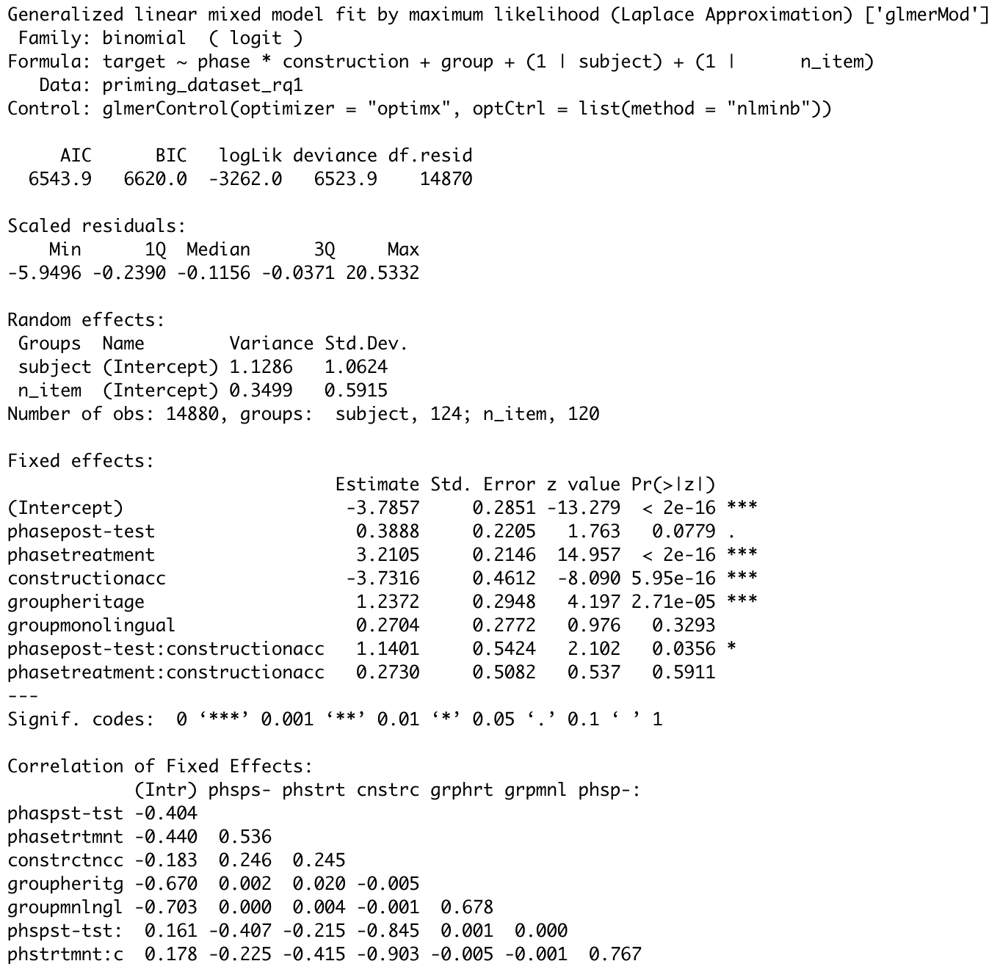 Generalized linear mixed model fit by maximum likelihood (Laplace Approximation) ['glmerMod']
 Family: binomial  ( logit )
Formula: target ~ phase * construction + group + (1 | subject) + (1 |      n_item)
   Data: priming_dataset_rq1
Control: glmerControl(optimizer = "optimx", optCtrl = list(method = "nlminb"))

     AIC      BIC   logLik deviance df.resid
  6543.9   6620.0  -3262.0   6523.9    14870

Scaled residuals:
    Min      1Q  Median      3Q     Max
-5.9496 -0.2390 -0.1156 -0.0371 20.5332

Random effects:
 Groups  Name        Variance Std.Dev.
 subject (Intercept) 1.1286   1.0624
 n_item  (Intercept) 0.3499   0.5915
Number of obs: 14880, groups:  subject, 124; n_item, 120

Fixed effects:
                               Estimate Std. Error z value Pr(>|z|)
(Intercept)                     -3.7857     0.2851 -13.279  < 2e-16 ***
phasepost-test                   0.3888     0.2205   1.763   0.0779 .
phasetreatment                   3.2105     0.2146  14.957  < 2e-16 ***
constructionacc                 -3.7316     0.4612  -8.090 5.95e-16 ***
groupheritage                    1.2372     0.2948   4.197 2.71e-05 ***
groupmonolingual                 0.2704     0.2772   0.976   0.3293
phasepost-test:constructionacc   1.1401     0.5424   2.102   0.0356 *
phasetreatment:constructionacc   0.2730     0.5082   0.537   0.5911
---
Signif. codes:  0 ‘***’ 0.001 ‘**’ 0.01 ‘*’ 0.05 ‘.’ 0.1 ‘ ’ 1

Correlation of Fixed Effects:
            (Intr) phsps- phstrt cnstrc grphrt grpmnl phsp-:
phaspst-tst -0.404
phasetrtmnt -0.440  0.536
constrctncc -0.183  0.246  0.245
groupheritg -0.670  0.002  0.020 -0.005
groupmnlngl -0.703  0.000  0.004 -0.001  0.678
phspst-tst:  0.161 -0.407 -0.215 -0.845  0.001  0.000
phstrtmnt:c  0.178 -0.225 -0.415 -0.903 -0.005 -0.001  0.767